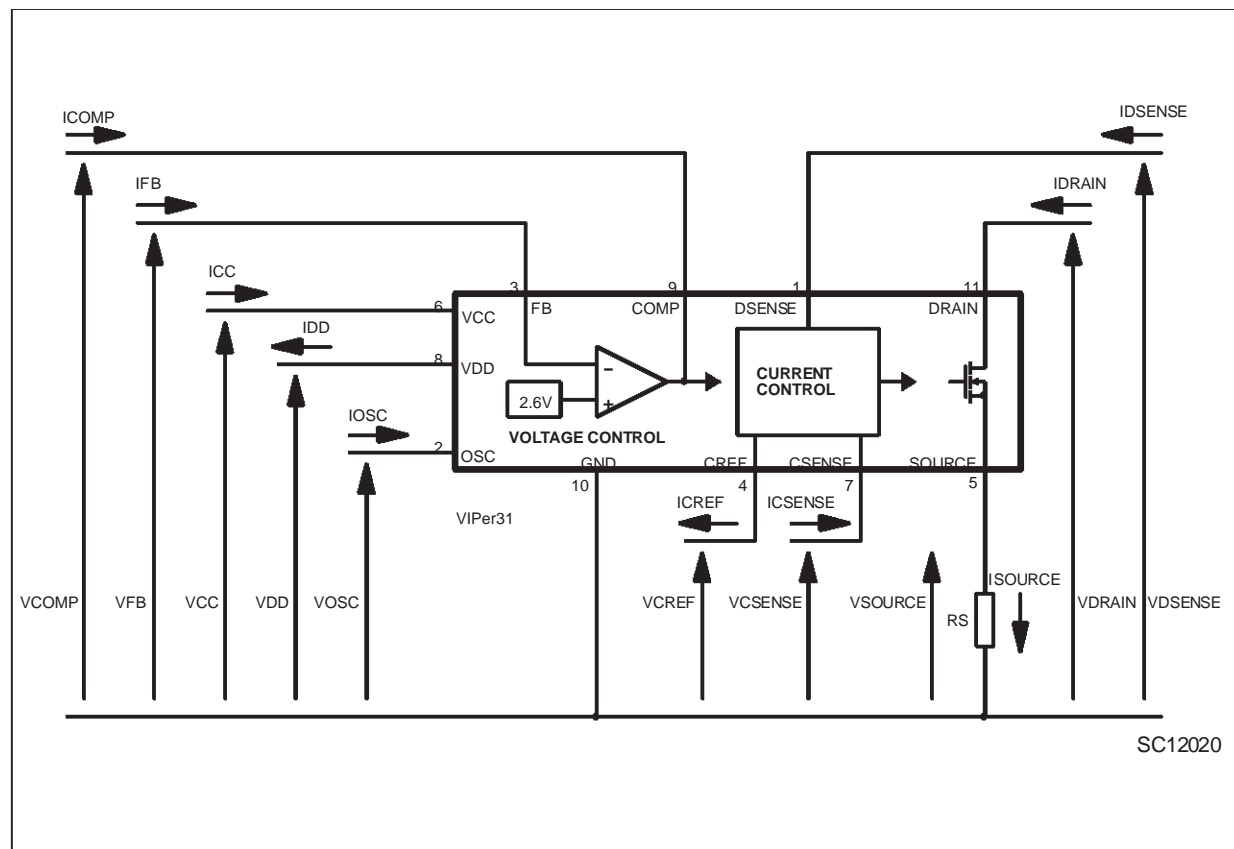 ICOMP
IDSENSE
IFB
IDRAIN
ICC
3
9
1
11
6
VCC
FB
COMP
DSENSE
DRAIN
IDD
8
VDD
-
CURRENT
CONTROL
2.6V
+
IOSC
VOLTAGE CONTROL
2
OSC
GND
CREF
CSENSE
SOURCE
10
4
7
5
ICREF
ICSENSE
VIPer31
ISOURCE
VCOMP
VFB
VCC
VDD
VOSC
VCREF
VCSENSE
VSOURCE
RS
VDRAIN
VDSENSE
SC12020